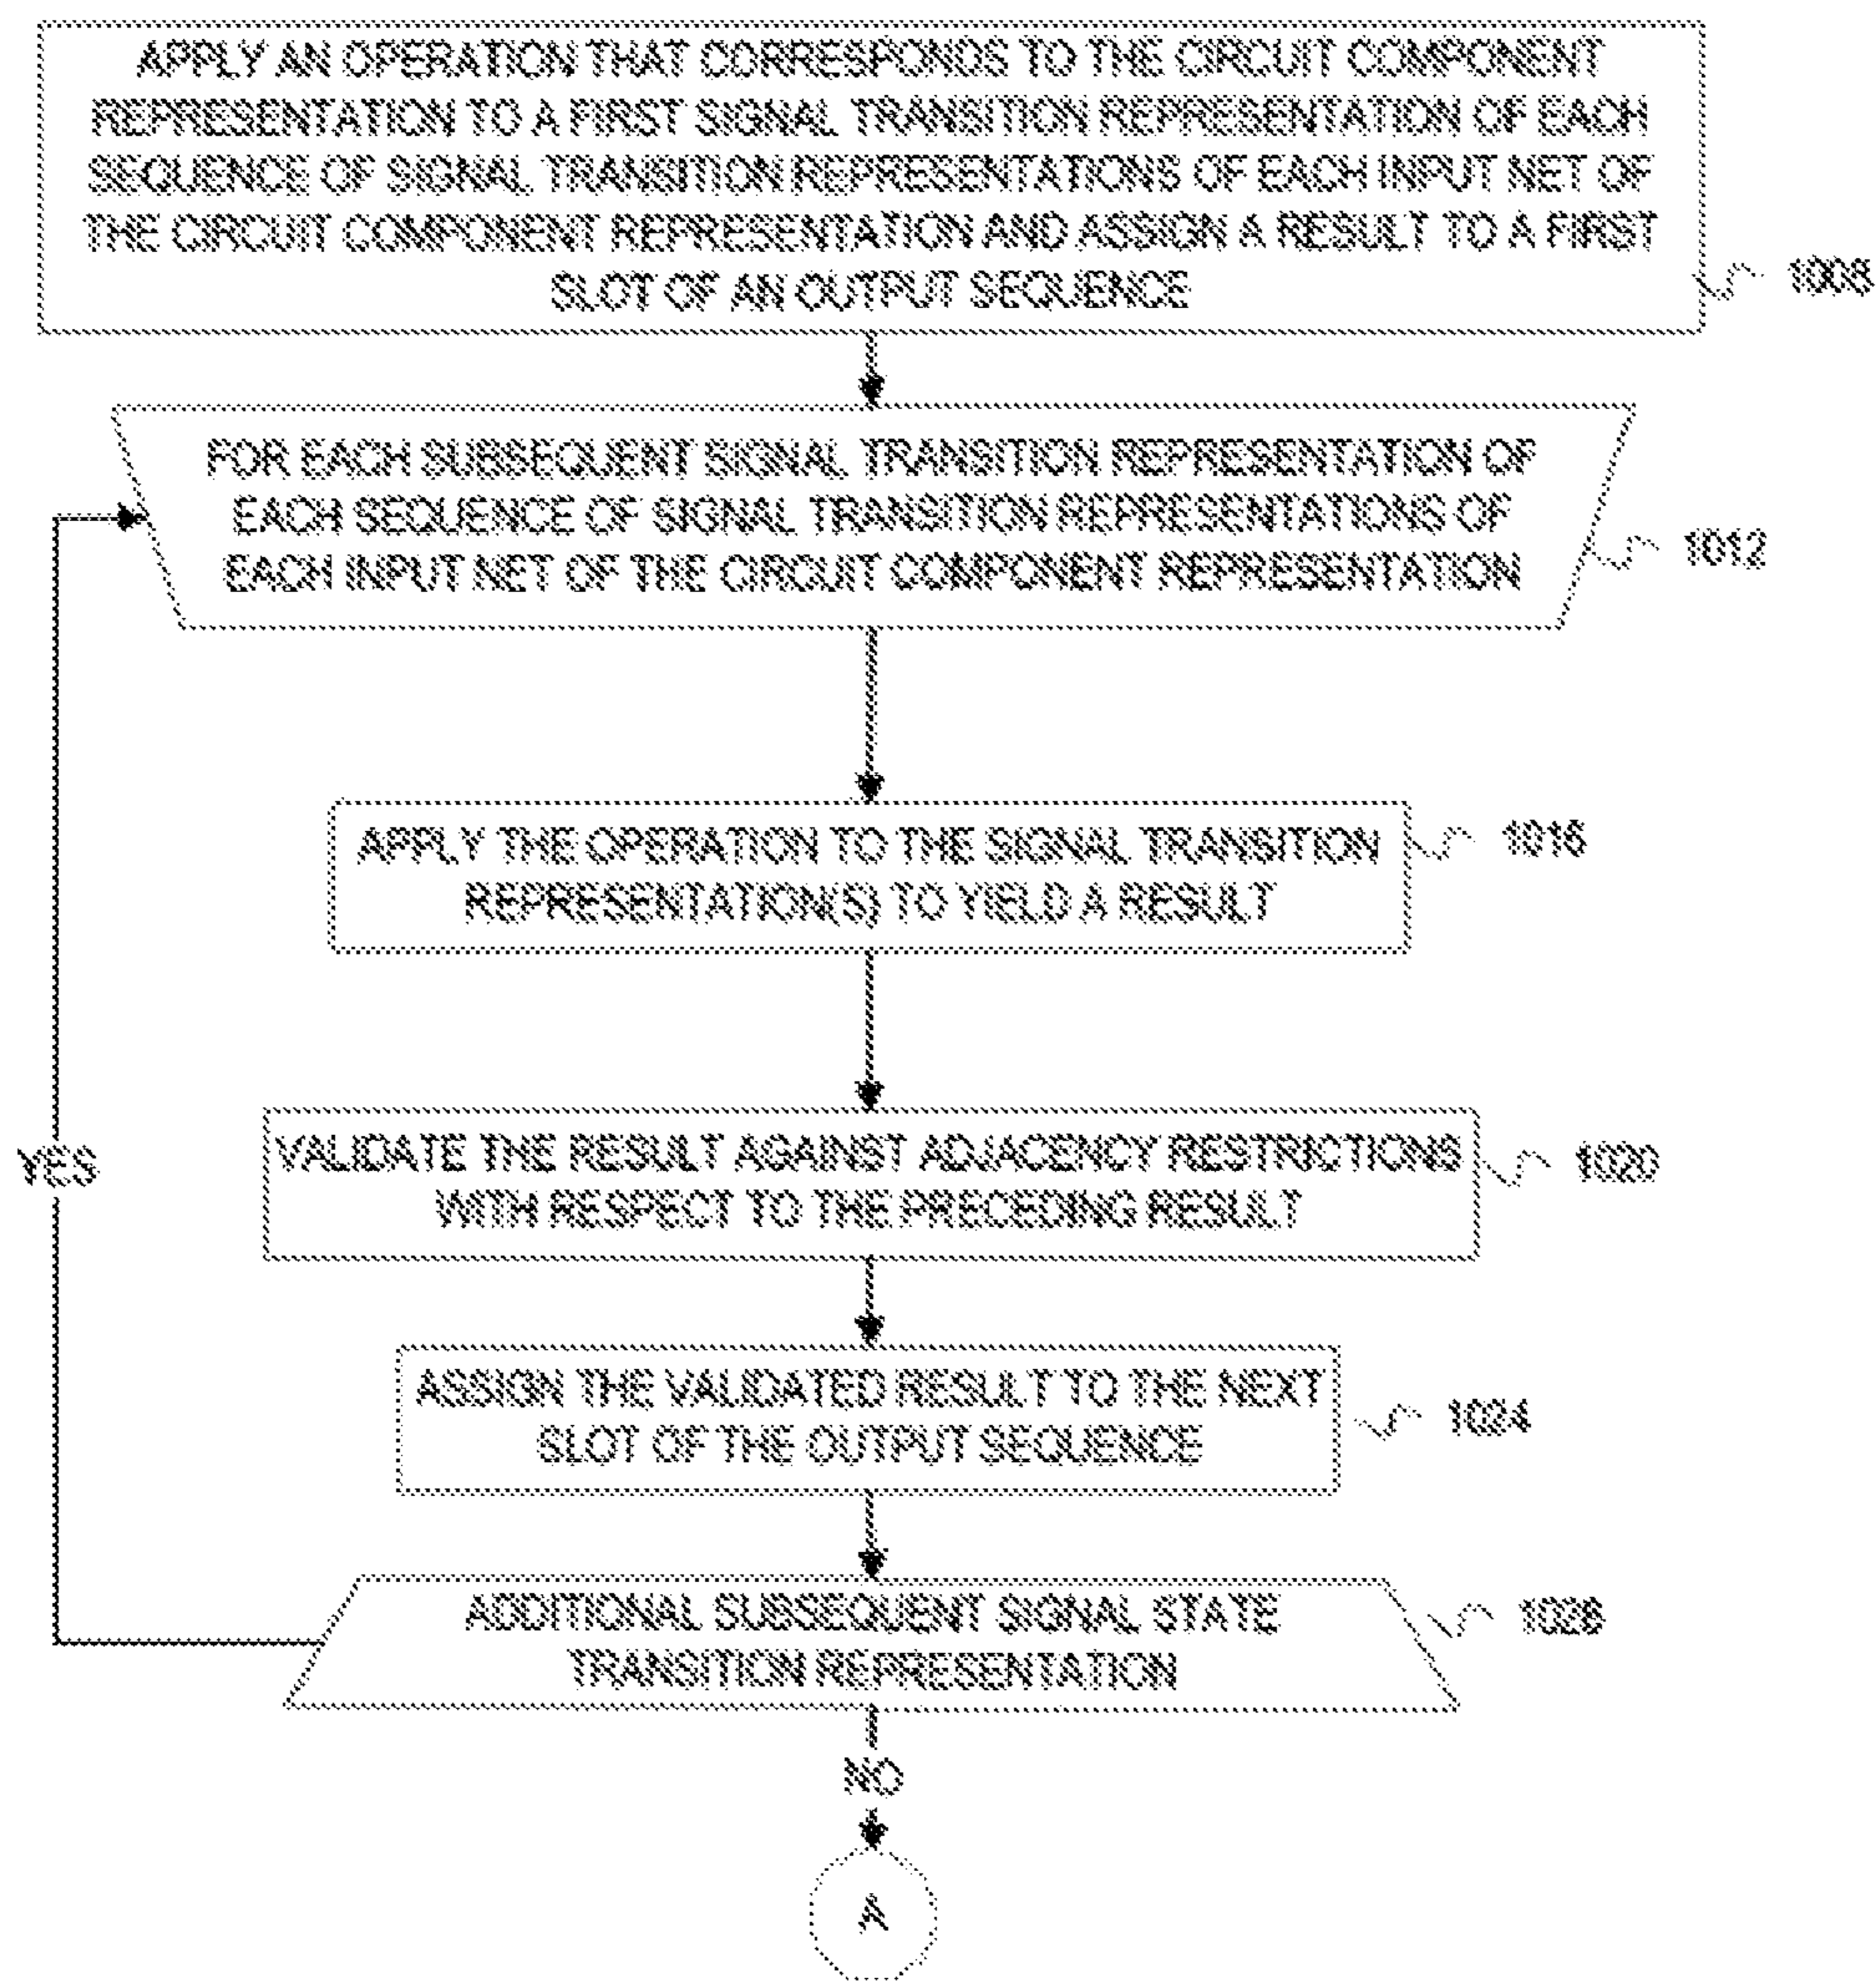 APPLY AN OPERATION THAT CORRESPONDS TO THE CIRCUIT COMPONENT
REPRESENTATION TO A FIRST SIGNAL TRANSITION REPRESENTATION OF EACH
SEQUENCE OF SIGNAL TRANSITION REPRESENTATIONS OF EACH INPUT NET OF
THE CIRCUIT COMPONENT REPRESENTATION AND ASSIGN A RESULT TO A FIRST
SLOT OF AN OUTPUT SEQUENCE
FOR EACH SUBSEQUENT SIGNAL TRANSITION REPRESENTATION OF
EACH SEQUENCE OF SIGNAL TRANSITION REPRESENTATIONS OF
EACH INPUT NET OF THE CIRCUIT COMPONENT REPRESENTATION
1012
APPLY THE OPERATION TO THE SIGNAL TRANSITION
REPRESENTATION(S) TO YIELD A RESULT
VALIDATE THE RESULT AGAINST ADJACENCY RESTRICTIONS
WITH RESPECT TO THE PRECEDING RESULT
1020
YES
ASSIGN THE VALIDATED RESULT TO THE NEXT
SLOT OF THE OUTPUT SEQUENCE
1024
ADDITIONAL SUBSEQUENT SIGNAL STATE
TRANSITION REPRESENTATION
NO
A